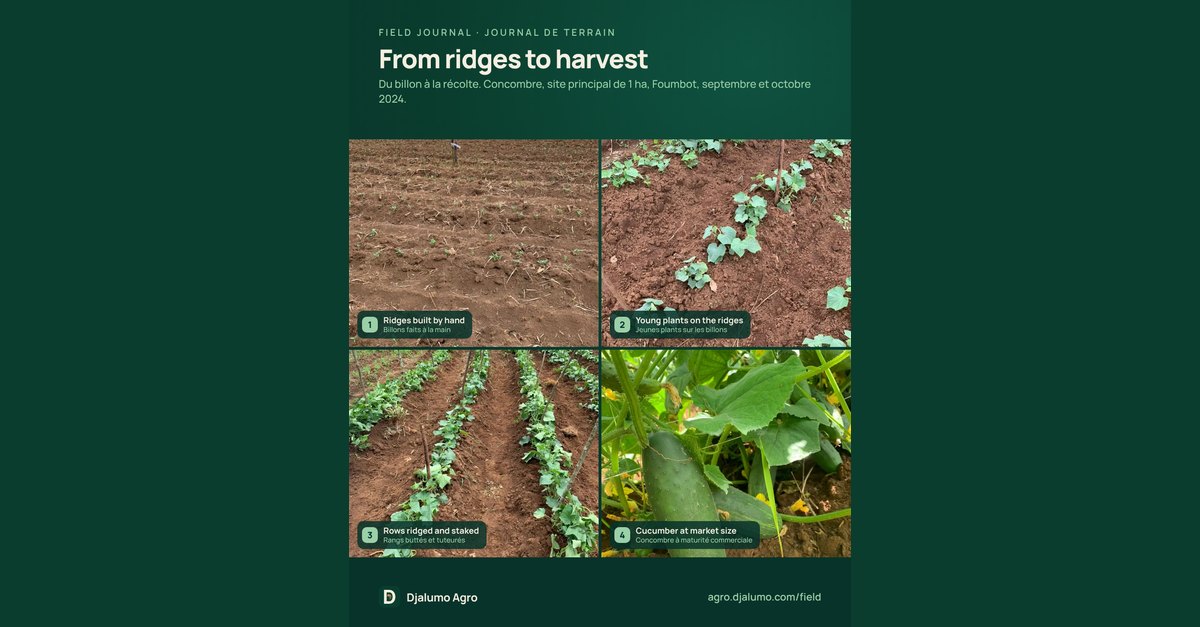 FIELD JOURNAL · JOURNAL DE TERRAIN
From ridges to harvest
Du billon à la récolte. Concombre, site principal de 1 ha, Foumbot, septembre et octobre
2024.
1
Ridges built by hand
Billons faits à la main
2
Young plants on the ridges
Jeunes plants sur les billons
3
Rows ridged and staked
Rangs buttés et tuteurés
4
Cucumber at market size
Concombre à maturité commerciale
D
Djalumo Agro
agro.djalumo.com/field